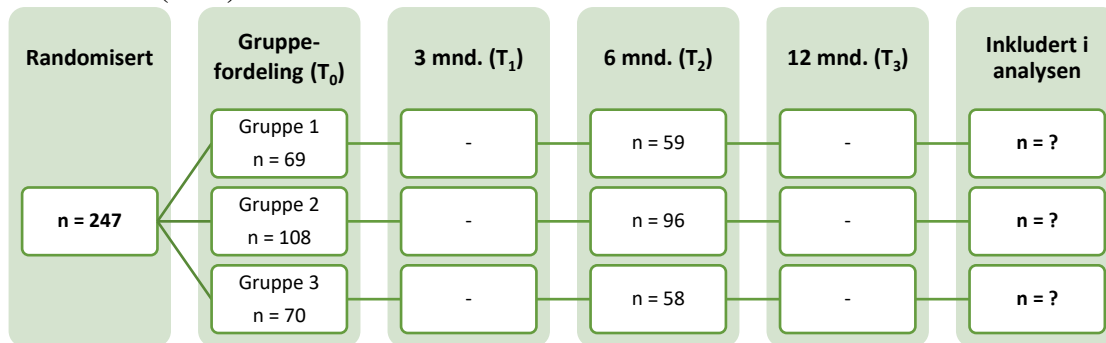 Randomisert
Gruppe-
fordeling (T0)
3 mnd. (T1)
6 mnd. (T2)
12 mnd. (T3)
Inkludert i
analysen
n = 247
Gruppe 1
n = 69
-
n = 59
-
n = ?
Gruppe 2
n = 108
-
n = 96
-
n = ?
Gruppe 3
n = 70
-
n = 58
-
n = ?